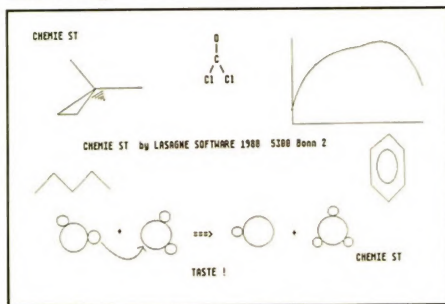 CHEMIE ST
O
C
Cl Cl
CHEMIE ST by LASAGNE SOFTWARE 1988 5300 Bonn 2
+ ===> +
CHEMIE ST
TASTE !